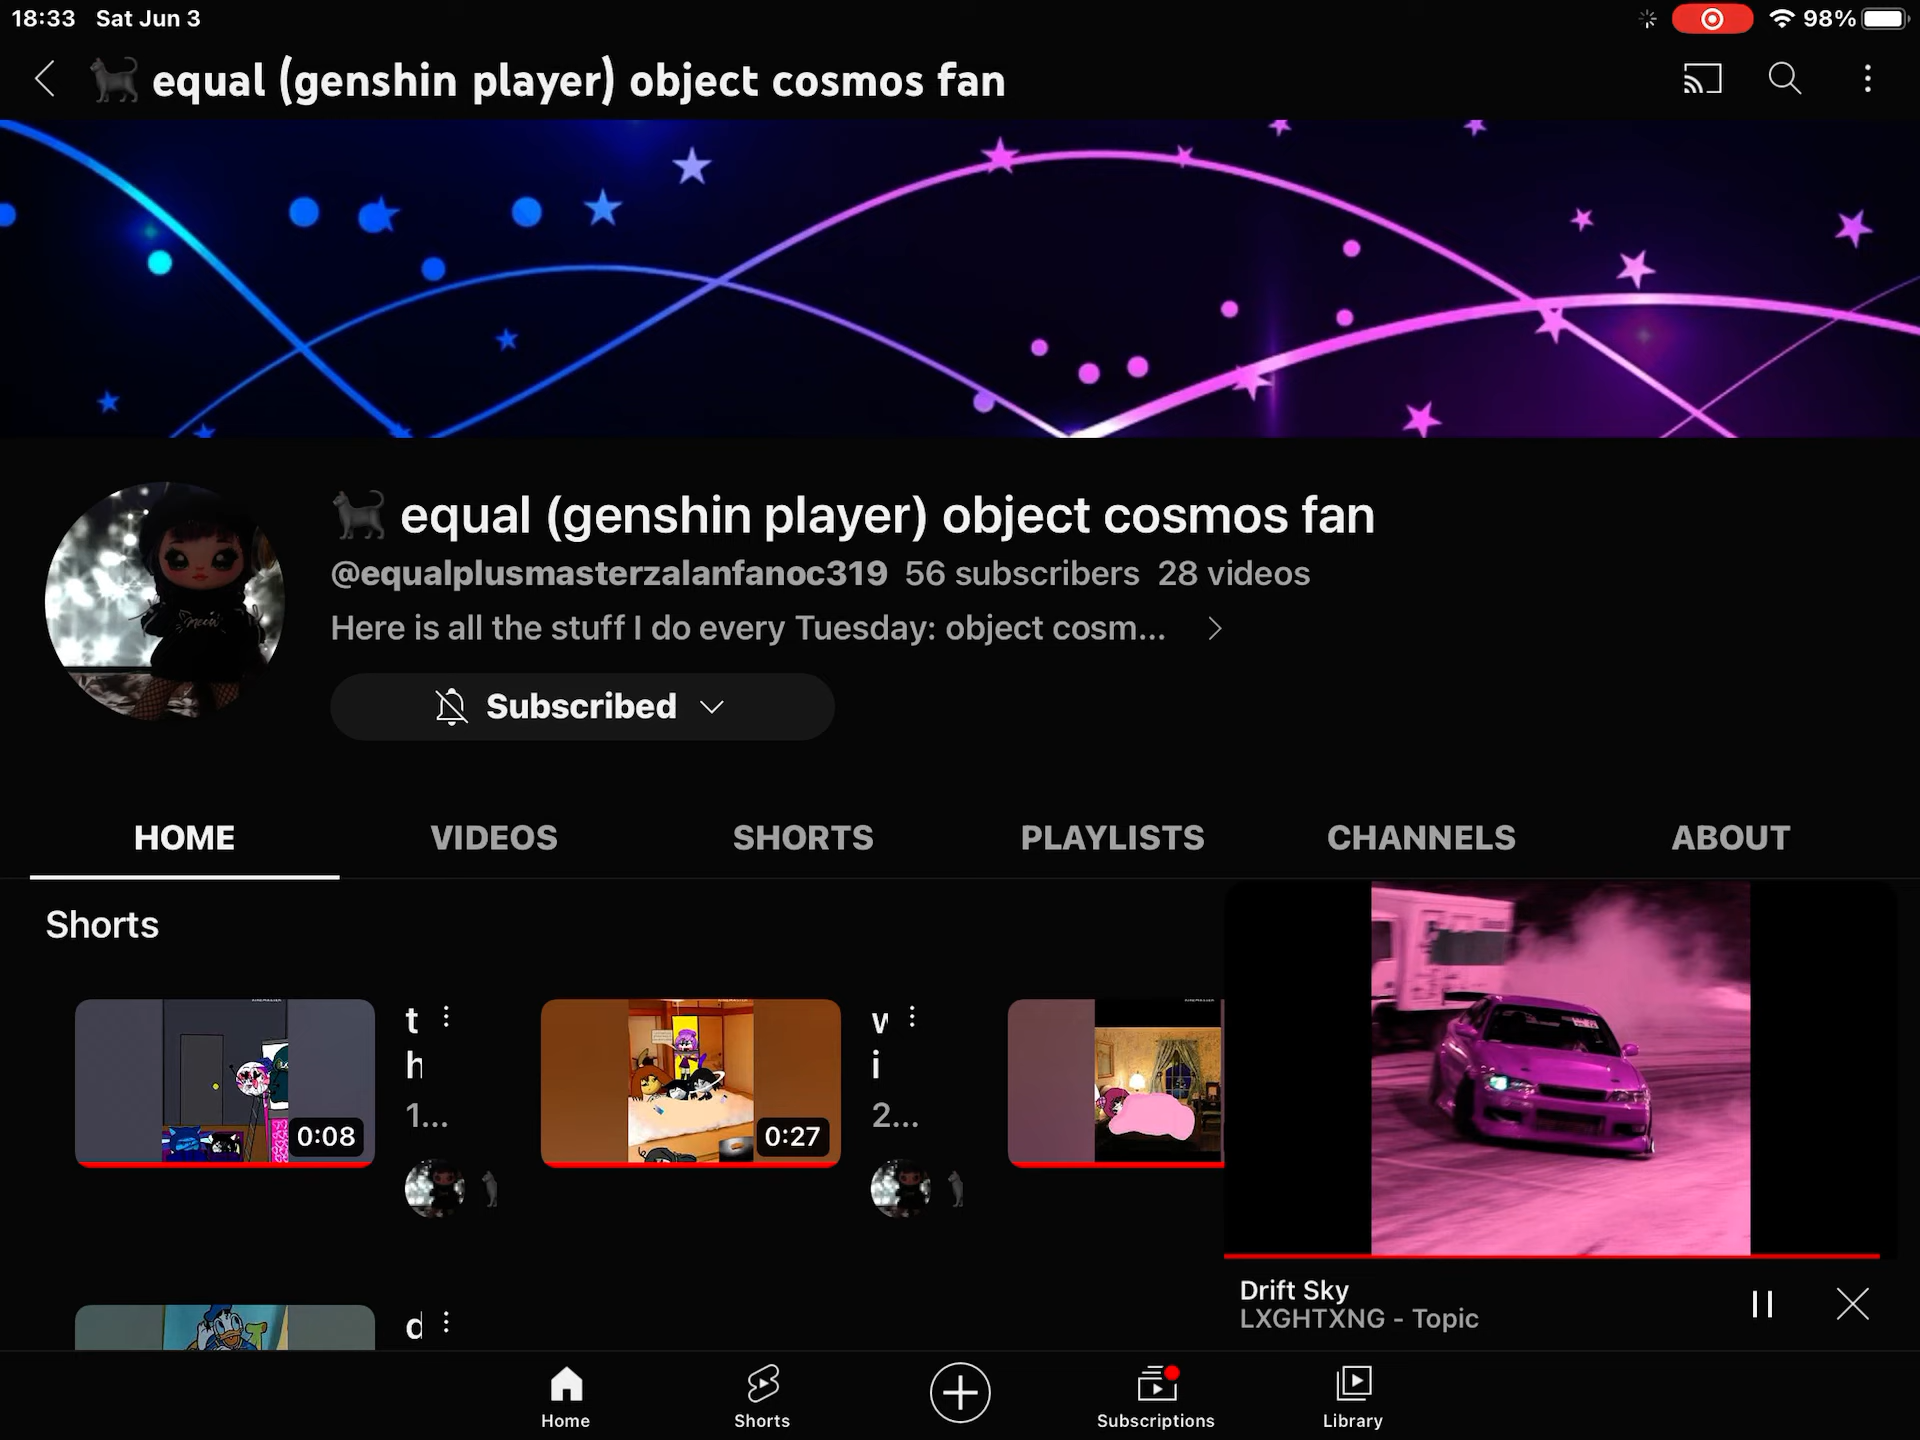 18:33 Sat Jun 3
98%
🐈‍⬛ equal (genshin player) object cosmos fan
🐈‍⬛ equal (genshin player) object cosmos fan
@equalplusmasterzalanfanoc319 56 subscribers 28 videos
Here is all the stuff I do every Tuesday: object cosm...
Subscribed
HOME VIDEOS SHORTS PLAYLISTS CHANNELS ABOUT
Shorts
t
h
1...
0:08
w
i
2...
0:27
Drift Sky
LXGHTXNG - Topic
d
Home Shorts Subscriptions Library